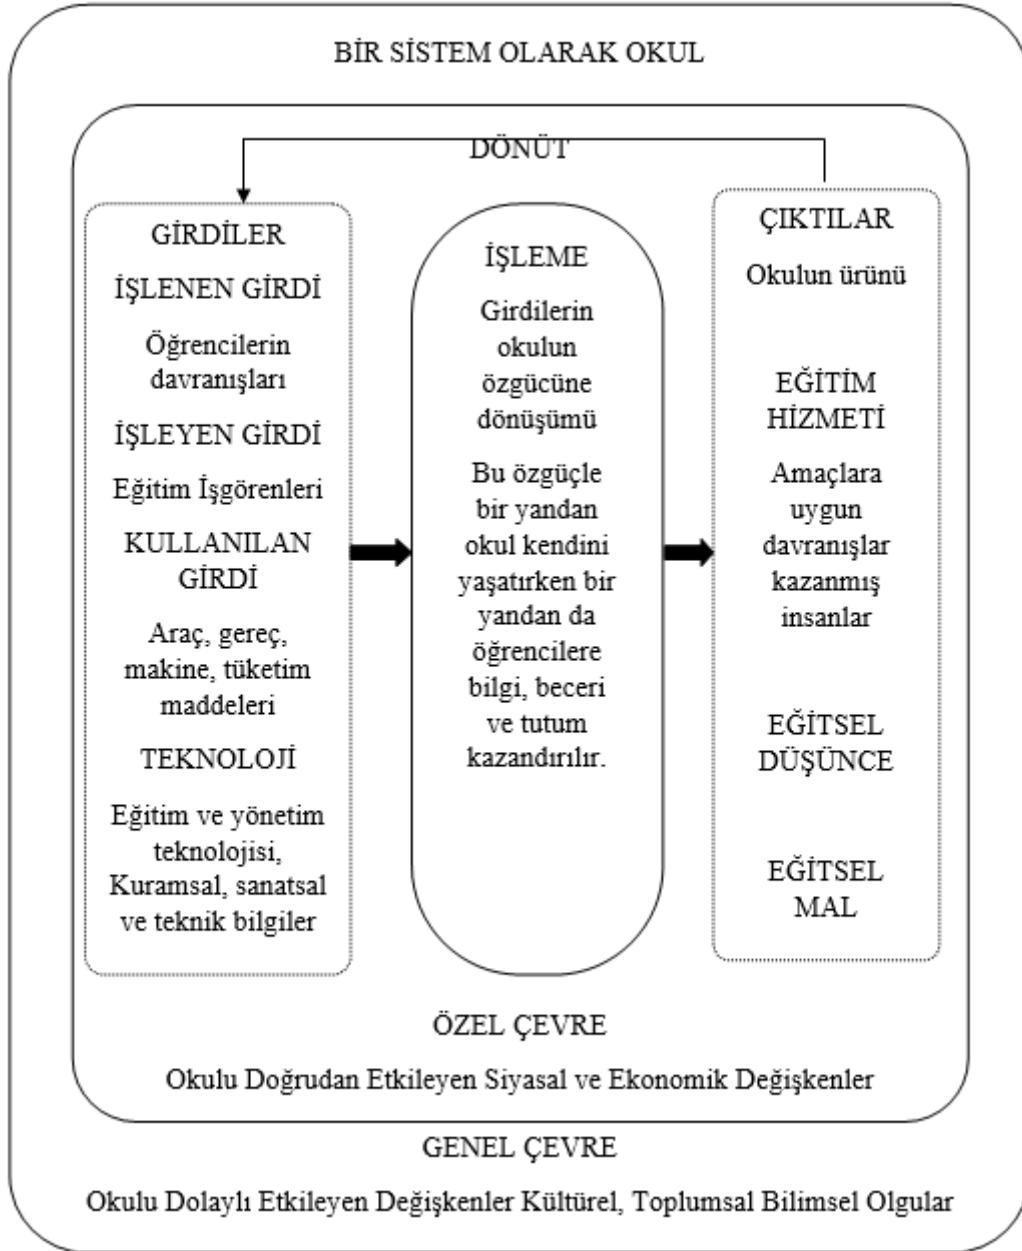 BİR SİSTEM OLARAK OKUL
DÖNÜT
GİRDİLER
İŞLENEN GİRDİ
Öğrencilerin
davranışları
İŞLEYEN GİRDİ
Eğitim İşgörenleri
KULLANILAN
GİRDİ
Araç, gereç,
makine, tüketim
maddeleri
TEKNOLOJİ
Eğitim ve yönetim
teknolojisi,
Kuramsal, sanatsal
ve teknik bilgiler
İŞLEME
Girdilerin
okulun
özgücüne
dönüşümü
Bu özgüçle
bir yandan
okul kendini
yaşatırken bir
yandan da
öğrencilere
bilgi, beceri
ve tutum
kazandırılır.
ÇIKTILAR
Okulun ürünü
EĞİTİM
HİZMETİ
Amaçlara
uygun
davranışlar
kazanmış
insanlar
EĞİTSEL
DÜŞÜNCE
EĞİTSEL
MAL
ÖZEL ÇEVRE
Okulu Doğrudan Etkileyen Siyasal ve Ekonomik Değişkenler
GENEL ÇEVRE
Okulu Dolaylı Etkileyen Değişkenler Kültürel, Toplumsal Bilimsel Olgular